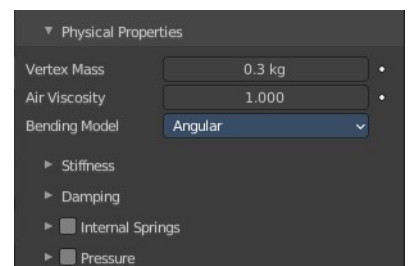 Physical Properties
Vertex Mass 0.3 kg
Air Viscosity 1.000
Bending Model Angular
Stiffness
Damping
Internal Springs
Pressure